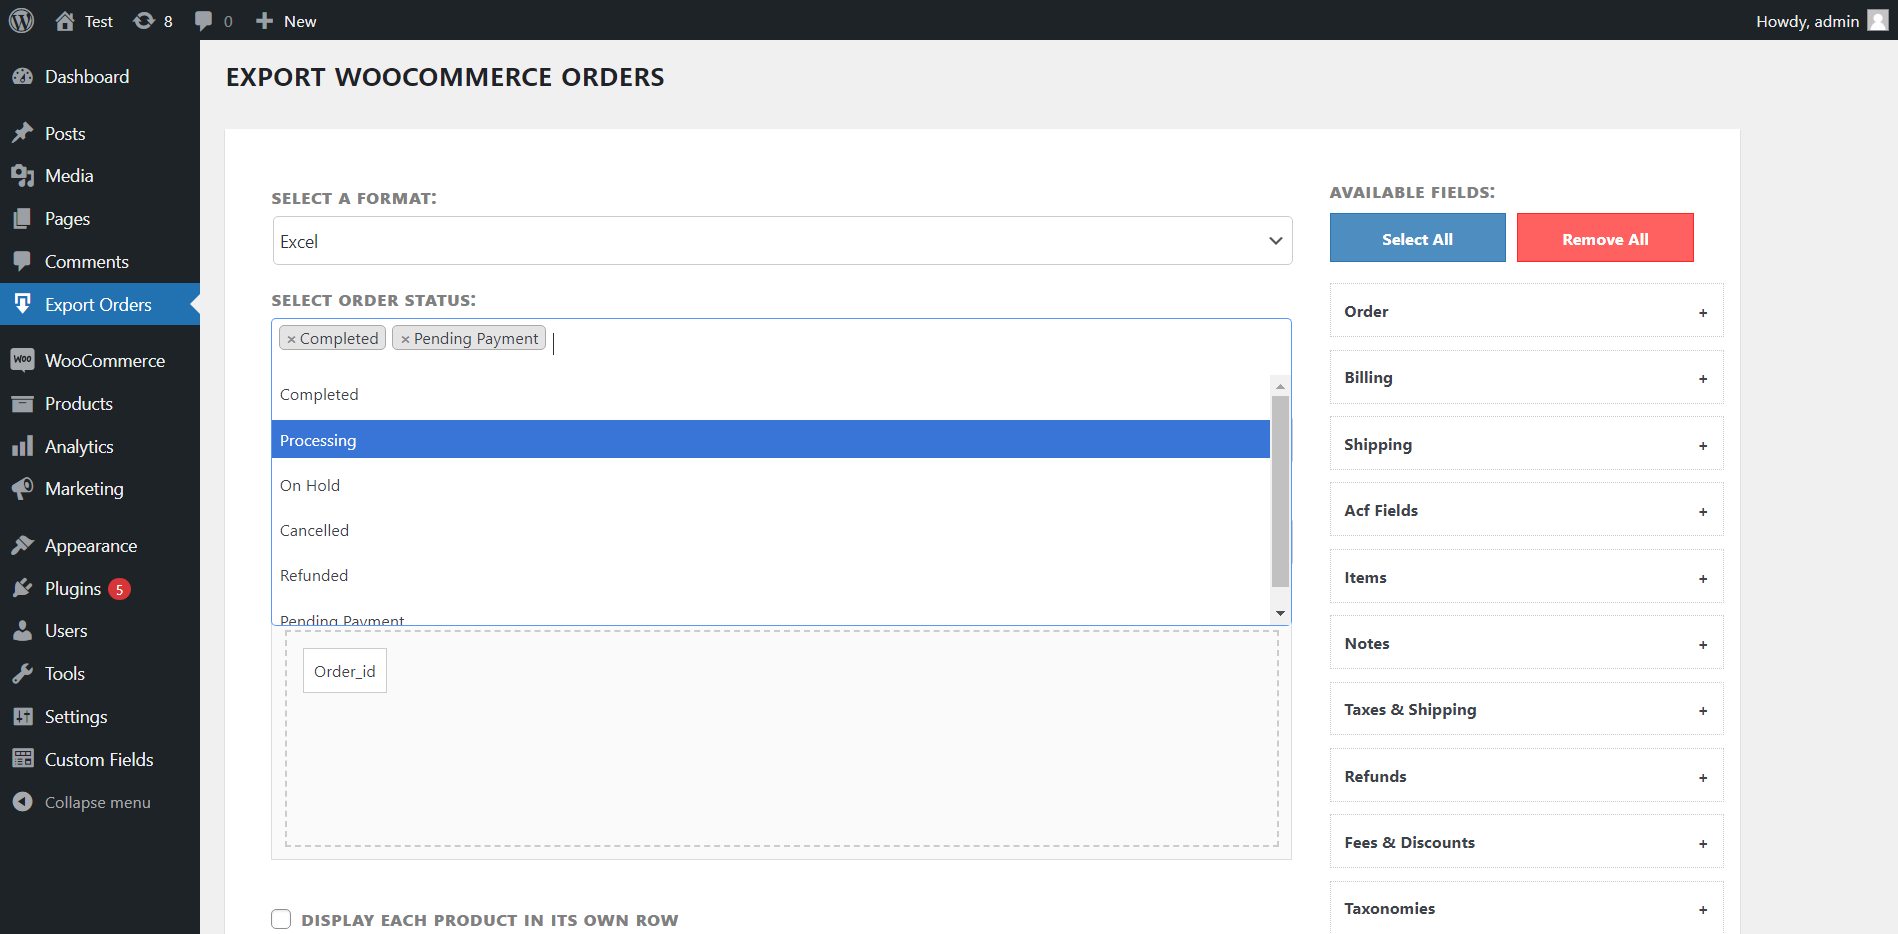 Test
8
0
New
Howdy, admin
Dashboard
Posts
Media
Pages
Comments
Export Orders
Woo
WooCommerce
Products
Analytics
Marketing
Appearance
Plugins 5
Users
Tools
Settings
Custom Fields
Collapse menu
EXPORT WOOCOMMERCE ORDERS
SELECT A FORMAT:
Excel
SELECT ORDER STATUS:
× Completed × Pending Payment
Completed
Processing
On Hold
Cancelled
Refunded
Pending Payment
Order_id
DISPLAY EACH PRODUCT IN ITS OWN ROW
AVAILABLE FIELDS:
Select All
Remove All
Order +
Billing +
Shipping +
Acf Fields +
Items +
Notes +
Taxes & Shipping +
Refunds +
Fees & Discounts +
Taxonomies +